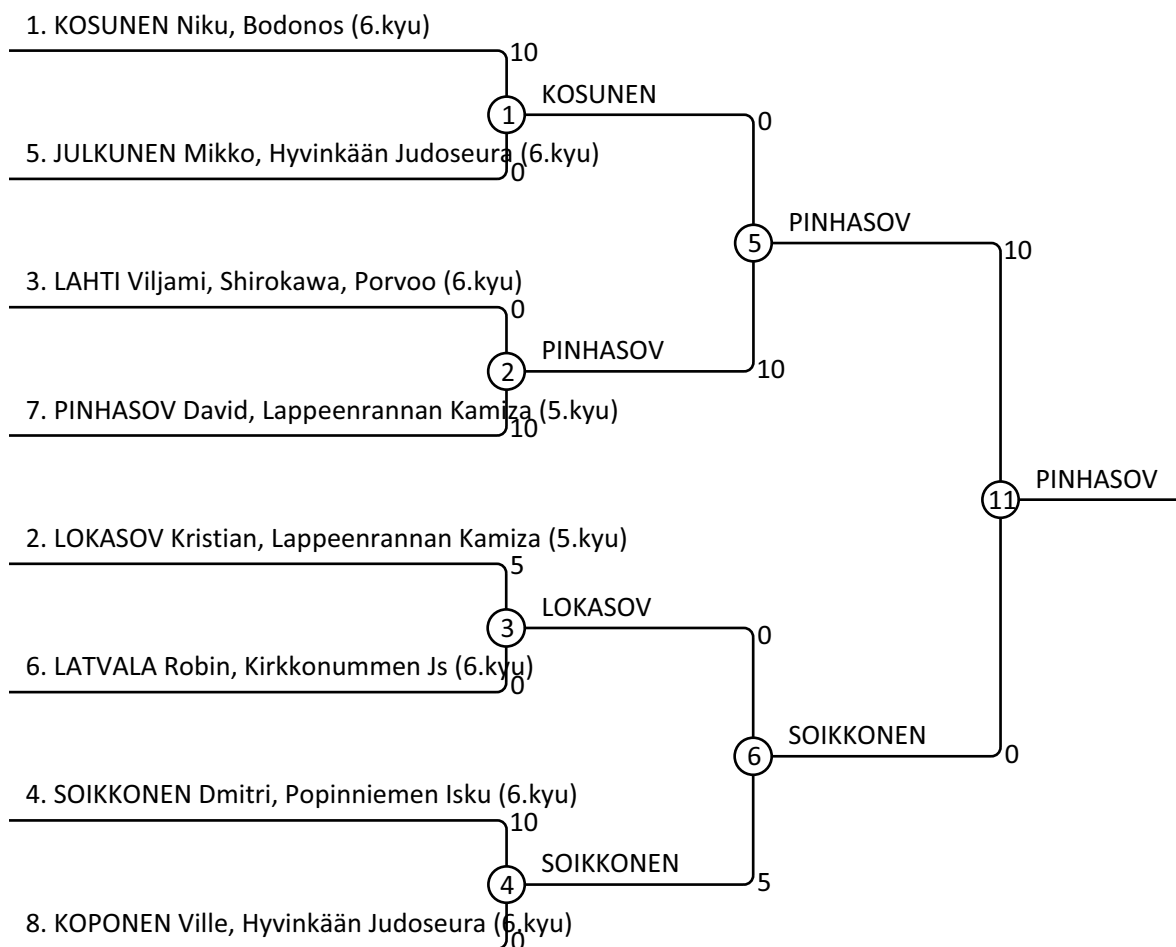 1. KOSUNEN Niku, Bodonos (6.kyu)
10
1
KOSUNEN
0
5. JULKUNEN Mikko, Hyvinkään Judoseura (6.kyu)
0
5
PINHASOV
10
3. LAHTI Viljami, Shirokawa, Porvoo (6.kyu)
0
2
PINHASOV
10
7. PINHASOV David, Lappeenrannan Kamiza (5.kyu)
10
11
PINHASOV
2. LOKASOV Kristian, Lappeenrannan Kamiza (5.kyu)
5
3
LOKASOV
0
6. LATVALA Robin, Kirkkonummen Js (6.kyu)
0
6
SOIKKONEN
0
4. SOIKKONEN Dmitri, Popinniemen Isku (6.kyu)
10
4
SOIKKONEN
5
8. KOPONEN Ville, Hyvinkään Judoseura (6.kyu)
0